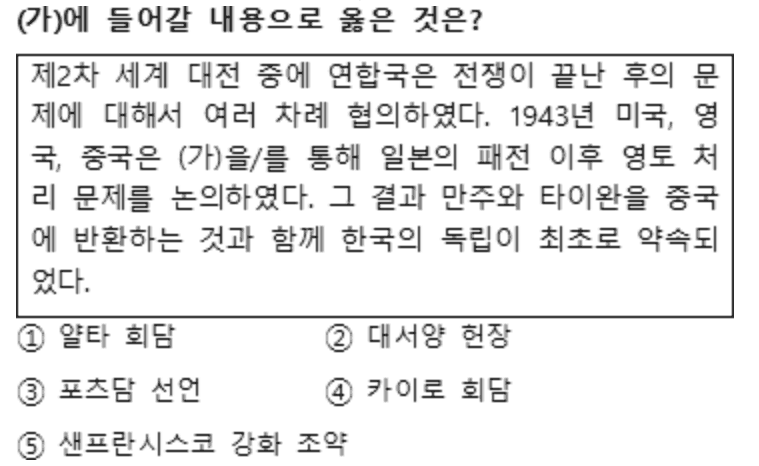 (가)에 들어갈 내용으로 옳은 것은?
제2차 세계 대전 중에 연합국은 전쟁이 끝난 후의 문
제에 대해서 여러 차례 협의하였다. 1943년 미국, 영
국, 중국은 (가)을/를 통해 일본의 패전 이후 영토 처
리 문제를 논의하였다. 그 결과 만주와 타이완을 중국
에 반환하는 것과 함께 한국의 독립이 최초로 약속되
었다.
① 얄타 회담 ② 대서양 헌장
③ 포츠담 선언 ④ 카이로 회담
⑤ 샌프란시스코 강화 조약